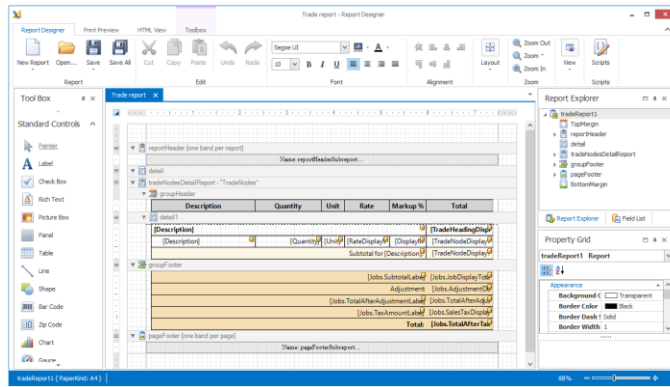 Trade report - Report Designer
Report Designer Print Preview HTML View Toolbox
New Report Open... Save Save All Cut Copy Paste Undo Redo Segoe UI 10 B I U Layout Zoom Out Zoom Zoom In View Scripts
Report Edit Font Alignment Zoom Scripts
Tool Box
Standard Controls
Pointer
Label
Check Box
Rich Text
Picture Box
Panel
Table
Line
Shape
Bar Code
Zip Code
Chart
Gauge
Trade report
reportHeader [one band per report]
Name: reportHeaderSubreport...
detail
tradeNodesDetailReport - "TradeNodes"
groupHeader
Description Quantity Unit Rate Markup % Total
detail1
[Description] [TradeHeadingDisp
[Description] [Quantity [Unit] [RateDisplay [Display [TradeNodeDisplay
Subtotal for [Description] [TradeNodeDisplay
groupFooter
[Jobs.SubtotalLabel] [Jobs.JobDisplayTot
Adjustment [Jobs.AdjustmentD
[Jobs.TotalAfterAdjustmentLabel] [Jobs.TotalAfterAdju
[Jobs.TaxAmountLabel] [Jobs.SalesTaxDisplay
Total: [Jobs.TotalAfterTax
pageFooter [one band per page]
Name: pageFooterSubreport...
Report Explorer
tradeReport1
TopMargin
reportHeader
detail
tradeNodesDetailReport
groupFooter
pageFooter
BottomMargin
Report Explorer Field List
Property Grid
tradeReport1 Report
Appearance
Background C Transparent
Border Color Black
Border Dash S Solid
Border Width 1
tradeReport1 { PaperKind: A4 } 88%